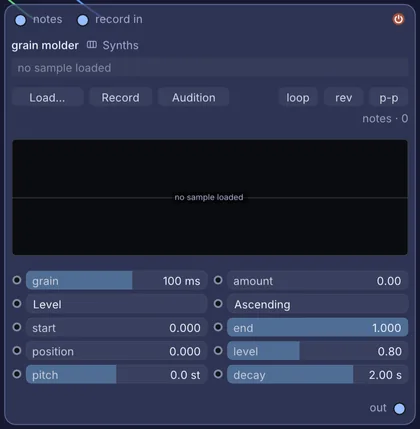 notes record in
grain molder Synths
no sample loaded
Load... Record Audition loop rev p-p
notes · 0
no sample loaded
grain 100 ms amount 0.00
Level Ascending
start 0.000 end 1.000
position 0.000 level 0.80
pitch 0.0 st decay 2.00 s
out